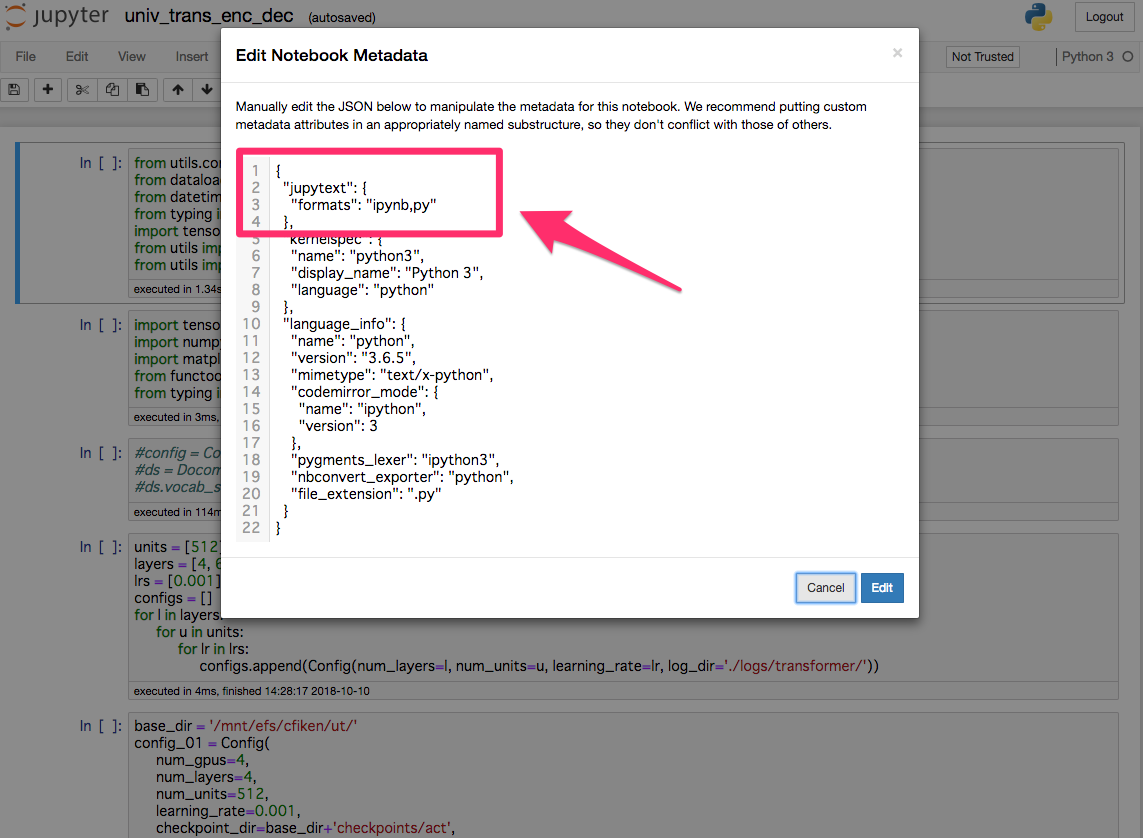 jupyter univ_trans_enc_dec (autosaved)
Logout
File Edit View Insert
Not Trusted
Python 3
Edit Notebook Metadata
×
Manually edit the JSON below to manipulate the metadata for this notebook. We recommend putting custom
metadata attributes in an appropriately named substructure, so they don't conflict with those of others.
1 {
2 "jupytext": {
3 "formats": "ipynb,py"
4 },
5 kernelspec": {
6 "name": "python3",
7 "display_name": "Python 3",
8 "language": "python"
9 },
10 "language_info": {
11 "name": "python",
12 "version": "3.6.5",
13 "mimetype": "text/x-python",
14 "codemirror_mode": {
15 "name": "ipython",
16 "version": 3
17 },
18 "pygments_lexer": "ipython3",
19 "nbconvert_exporter": "python",
20 "file_extension": ".py"
21 }
22 }
Cancel Edit
In [ ]: from utils.co
from dataloa
from datetim
from typing i
import tenso
from utils imp
from utils imp
executed in 1.34s
In [ ]: import tenso
import nump
import matpl
from functoo
from typing i
executed in 3ms,
In [ ]: #config = Co
#ds = Docom
#ds.vocab_s
executed in 114m
In [ ]: units = [512]
layers = [4, 6
lrs = [0.001]
configs = []
for l in layers:
for u in units:
for lr in lrs:
configs.append(Config(num_layers=l, num_units=u, learning_rate=lr, log_dir='./logs/transformer/'))
executed in 4ms, finished 14:28:17 2018-10-10
In [ ]: base_dir = '/mnt/efs/cfiken/ut/'
config_01 = Config(
num_gpus=4,
num_layers=4,
num_units=512,
learning_rate=0.001,
checkpoint_dir=base_dir+'checkpoints/act',